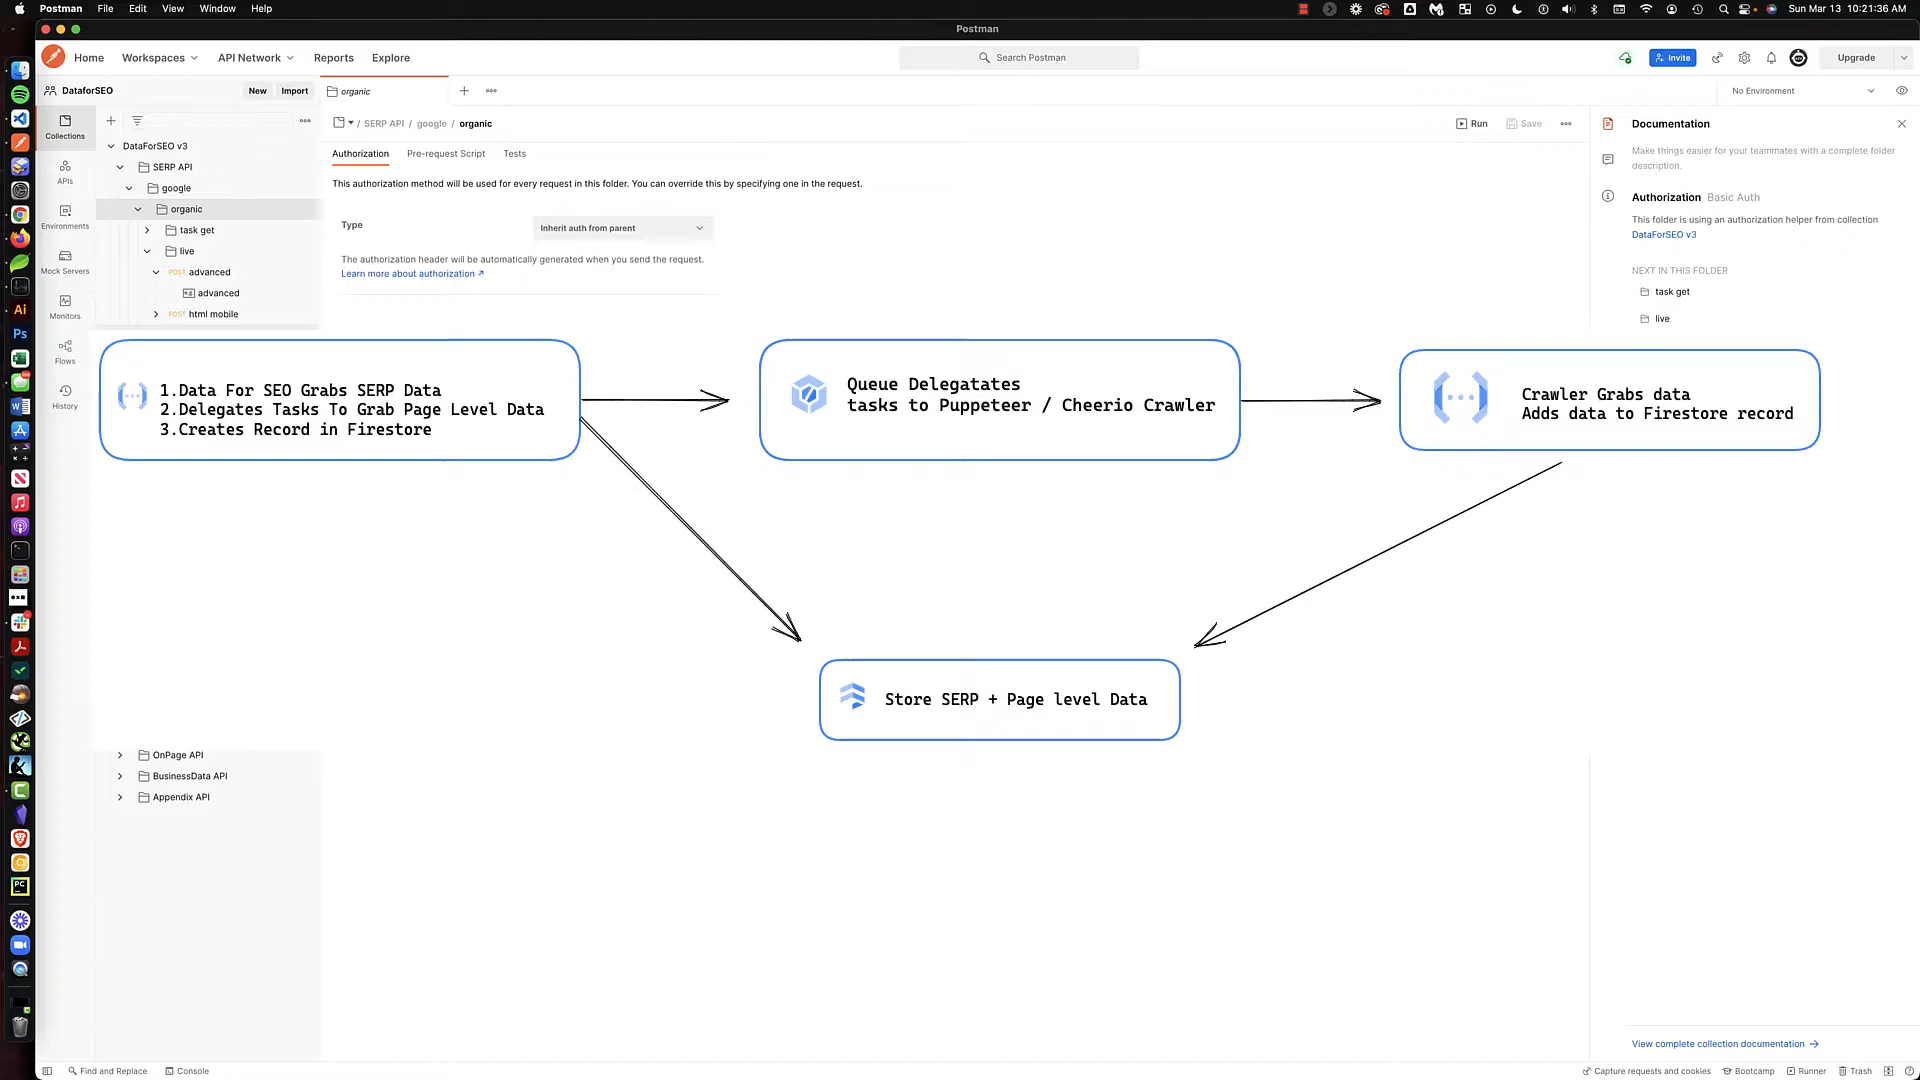 Postman File Edit View Window Help
Sun Mar 13 10:21:36 AM
Postman
Home Workspaces API Network Reports Explore
Search Postman
Invite
Upgrade
DataforSEO
New Import
organic
No Environment
Collections
APIs
Environments
Mock Servers
Monitors
Flows
History
DataForSEO v3
SERP API
google
organic
task get
live
POST advanced
advanced
POST html mobile
/ SERP API / google / organic
Run Save
Authorization Pre-request Script Tests
This authorization method will be used for every request in this folder. You can override this by specifying one in the request.
Type
Inherit auth from parent
The authorization header will be automatically generated when you send the request.
Learn more about authorization
Documentation
Make things easier for your teammates with a complete folder
description.
Authorization Basic Auth
This folder is using an authorization helper from collection
DataForSEO v3
NEXT IN THIS FOLDER
task get
live
1.Data For SEO Grabs SERP Data
2.Delegates Tasks To Grab Page Level Data
3.Creates Record in Firestore
Queue Delegatates
tasks to Puppeteer / Cheerio Crawler
Crawler Grabs data
Adds data to Firestore record
Store SERP + Page level Data
OnPage API
BusinessData API
Appendix API
Ai
Ps
PC
View complete collection documentation
Find and Replace Console
Capture requests and cookies Bootcamp Runner Trash